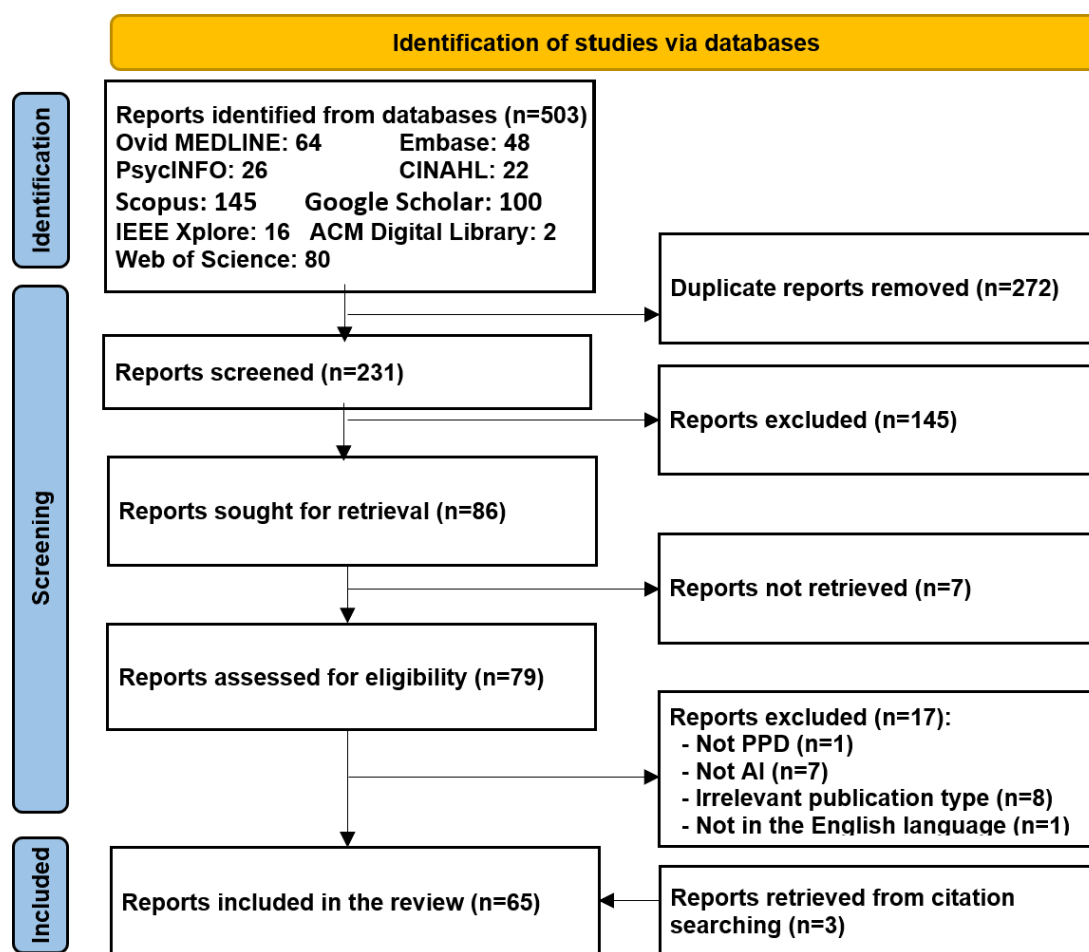 Identification of studies via databases
Identification
Reports identified from databases (n=503)
Ovid MEDLINE: 64 Embase: 48
PsycINFO: 26 CINAHL: 22
Scopus: 145 Google Scholar: 100
IEEE Xplore: 16 ACM Digital Library: 2
Web of Science: 80
Duplicate reports removed (n=272)
Screening
Reports screened (n=231)
Reports excluded (n=145)
Reports sought for retrieval (n=86)
Reports not retrieved (n=7)
Reports assessed for eligibility (n=79)
Reports excluded (n=17):
- Not PPD (n=1)
- Not AI (n=7)
- Irrelevant publication type (n=8)
- Not in the English language (n=1)
Included
Reports included in the review (n=65)
Reports retrieved from citation
searching (n=3)